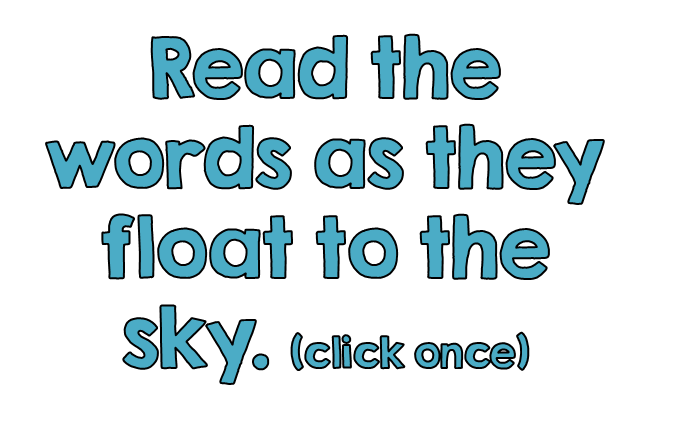 Read the
words as they
float to the
sky. (click once)